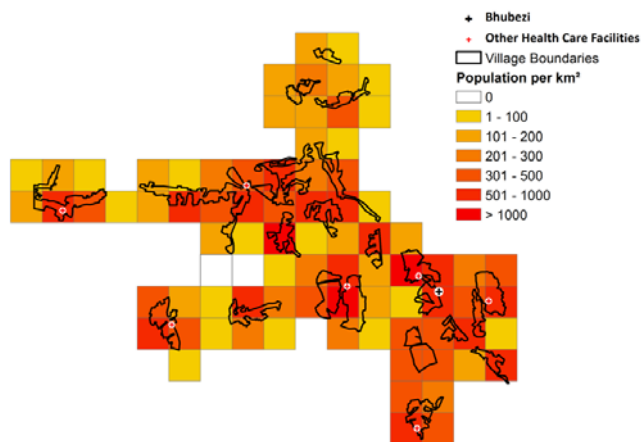 Bhubezi
Other Health Care Facilities
Village Boundaries
Population per km²
0
1 - 100
101 - 200
201 - 300
301 - 500
501 - 1000
> 1000